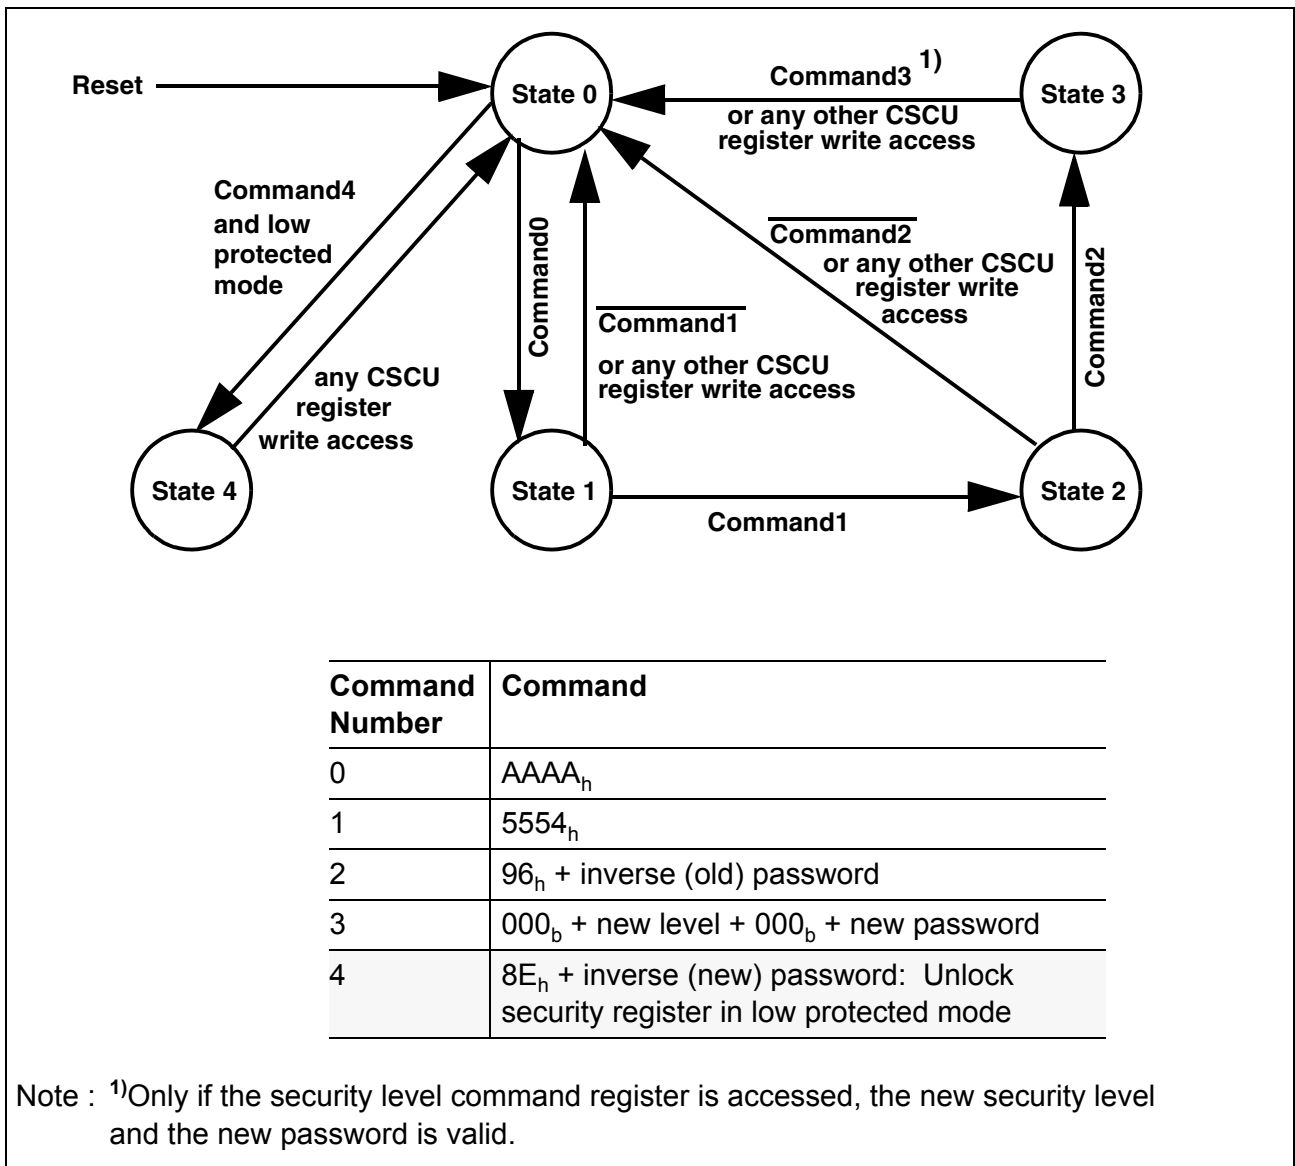 Reset
State 0
Command3 1)
or any other CSCU
register write access
State 3
Command4
and low
protected
mode
Command0
Command1
or any other CSCU
register write access
Command2
or any other CSCU
register write
access
Command2
any CSCU
register
write access
State 4
State 1
Command1
State 2
Command Number Command
0 AAAAh
1 5554h
2 96h + inverse (old) password
3 000b + new level + 000b + new password
4 8Eh + inverse (new) password: Unlock
security register in low protected mode
Note : 1)Only if the security level command register is accessed, the new security level
and the new password is valid.